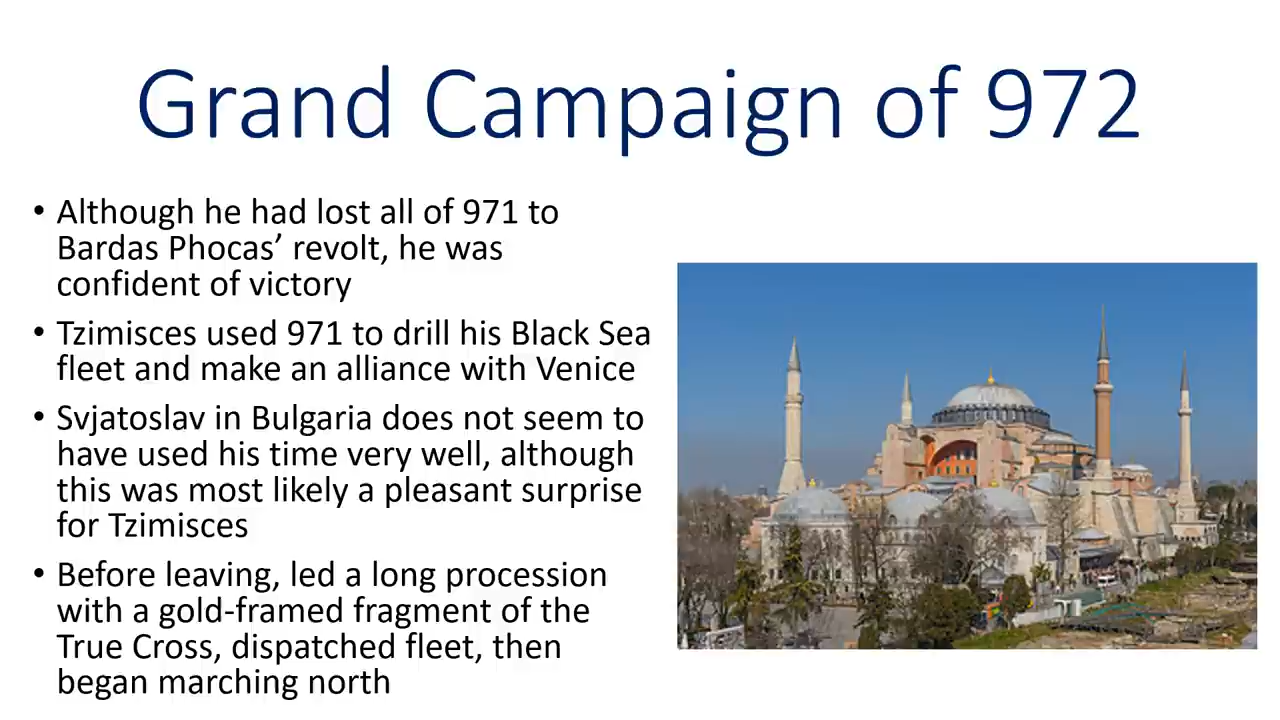 Grand Campaign of 972
• Although he had lost all of 971 to
Bardas Phocas’ revolt, he was
confident of victory
• Tzimisces used 971 to drill his Black Sea
fleet and make an alliance with Venice
• Svjatoslav in Bulgaria does not seem to
have used his time very well, although
this was most likely a pleasant surprise
for Tzimisces
• Before leaving, led a long procession
with a gold-framed fragment of the
True Cross, dispatched fleet, then
began marching north